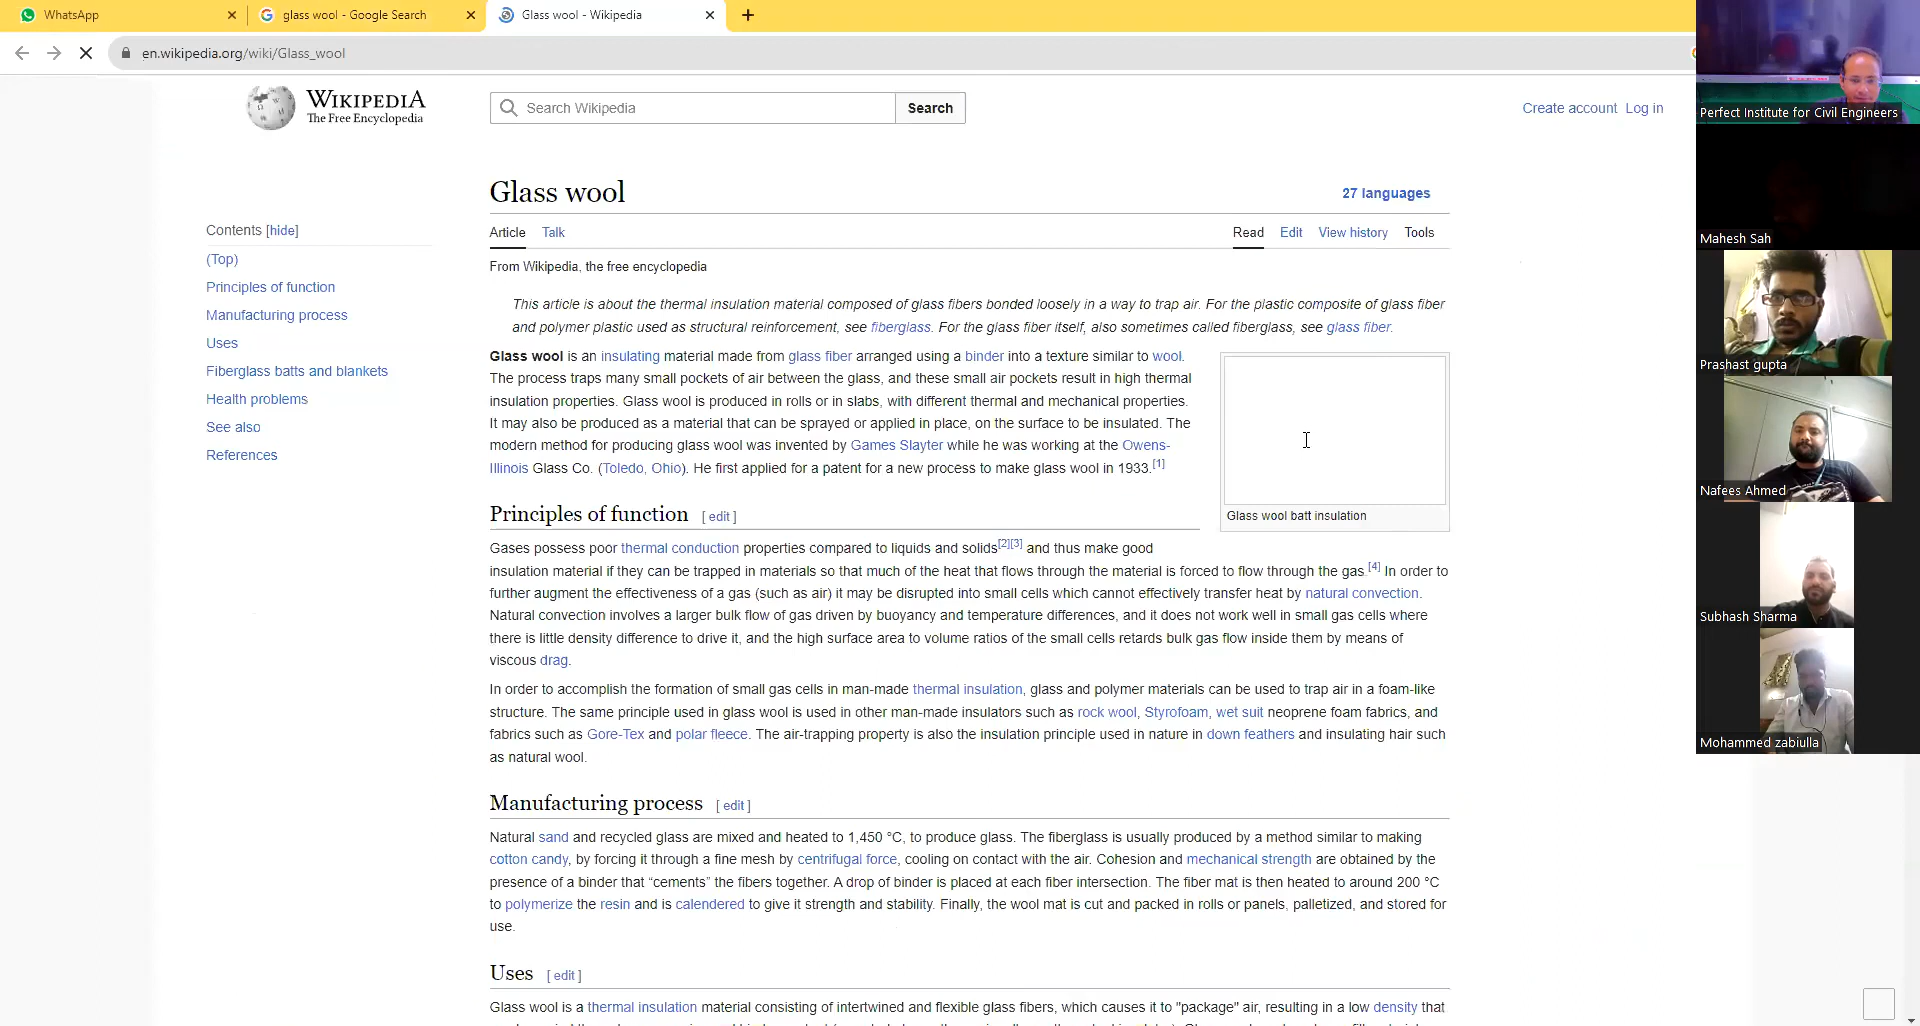 WhatsApp
glass wool - Google Search
Glass wool - Wikipedia
en.wikipedia.org/wiki/Glass_wool
WIKIPEDIA
The Free Encyclopedia
Search Wikipedia
Search
Create account Log in
Glass wool
27 languages
Article Talk
Read Edit View history Tools
From Wikipedia, the free encyclopedia
Contents [hide]
(Top)
Principles of function
Manufacturing process
Uses
Fiberglass batts and blankets
Health problems
See also
References
This article is about the thermal insulation material composed of glass fibers bonded loosely in a way to trap air. For the plastic composite of glass fiber
and polymer plastic used as structural reinforcement, see fiberglass. For the glass fiber itself, also sometimes called fiberglass, see glass fiber.
Glass wool is an insulating material made from glass fiber arranged using a binder into a texture similar to wool.
The process traps many small pockets of air between the glass, and these small air pockets result in high thermal
insulation properties. Glass wool is produced in rolls or in slabs, with different thermal and mechanical properties.
It may also be produced as a material that can be sprayed or applied in place, on the surface to be insulated. The
modern method for producing glass wool was invented by Games Slayter while he was working at the Owens-
Illinois Glass Co. (Toledo, Ohio). He first applied for a patent for a new process to make glass wool in 1933.[1]
Glass wool batt insulation
Principles of function [ edit ]
Gases possess poor thermal conduction properties compared to liquids and solids[2][3] and thus make good
insulation material if they can be trapped in materials so that much of the heat that flows through the material is forced to flow through the gas.[4] In order to
further augment the effectiveness of a gas (such as air) it may be disrupted into small cells which cannot effectively transfer heat by natural convection.
Natural convection involves a larger bulk flow of gas driven by buoyancy and temperature differences, and it does not work well in small gas cells where
there is little density difference to drive it, and the high surface area to volume ratios of the small cells retards bulk gas flow inside them by means of
viscous drag.
In order to accomplish the formation of small gas cells in man-made thermal insulation, glass and polymer materials can be used to trap air in a foam-like
structure. The same principle used in glass wool is used in other man-made insulators such as rock wool, Styrofoam, wet suit neoprene foam fabrics, and
fabrics such as Gore-Tex and polar fleece. The air-trapping property is also the insulation principle used in nature in down feathers and insulating hair such
as natural wool.
Manufacturing process [ edit ]
Natural sand and recycled glass are mixed and heated to 1,450 °C, to produce glass. The fiberglass is usually produced by a method similar to making
cotton candy, by forcing it through a fine mesh by centrifugal force, cooling on contact with the air. Cohesion and mechanical strength are obtained by the
presence of a binder that “cements” the fibers together. A drop of binder is placed at each fiber intersection. The fiber mat is then heated to around 200 °C
to polymerize the resin and is calendered to give it strength and stability. Finally, the wool mat is cut and packed in rolls or panels, palletized, and stored for
use.
Uses [ edit ]
Glass wool is a thermal insulation material consisting of intertwined and flexible glass fibers, which causes it to "package" air, resulting in a low density that
Perfect Institute for Civil Engineers
Mahesh Sah
Prashast gupta
Nafees Ahmed
Subhash Sharma
Mohammed zabiulla